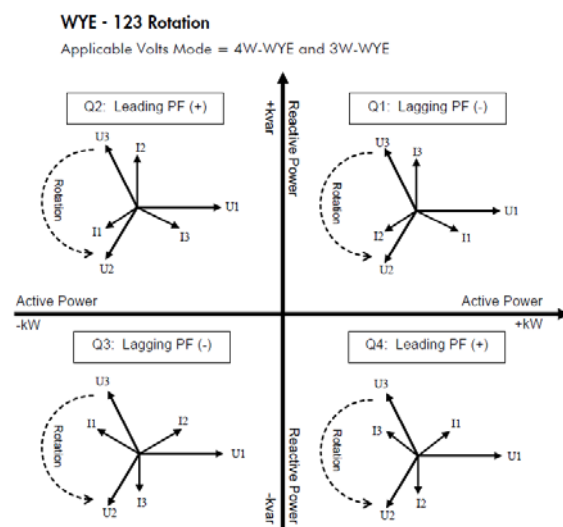 WYE - 123 Rotation
Applicable Volts Mode = 4W-WYE and 3W-WYE
Q2: Leading PF (+)
U3
I2
Rotation
U1
I1
I3
U2
+kvar
Reactive Power
Q1: Lagging PF (-)
U3
I3
Rotation
U1
I2
I1
U2
Active Power
-kW
Active Power
+kW
Q3: Lagging PF (-)
U3
I1
I2
Rotation
U1
I3
U2
-kvar
Reactive Power
Q4: Leading PF (+)
U3
I3
I1
Rotation
U1
I2
U2